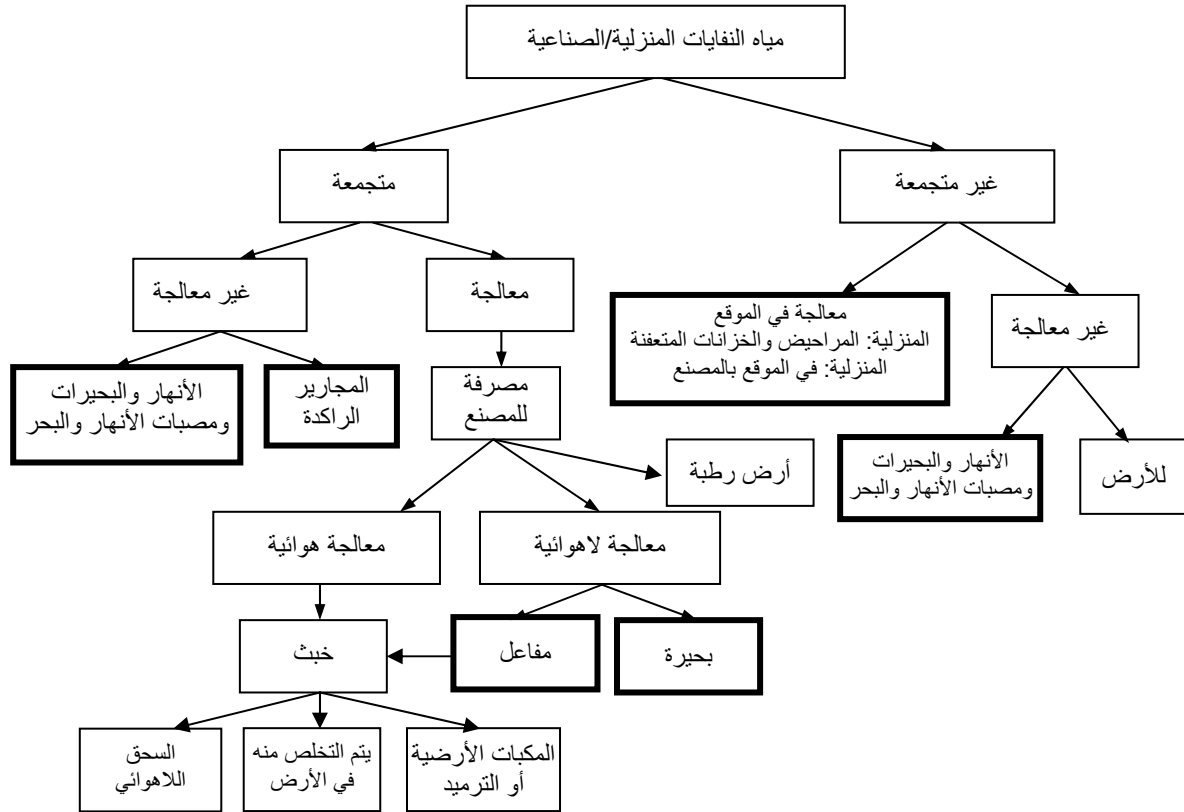 مياه النفايات المنزلية/الصناعية
غير متجمعة
متجمعة
معالجة في الموقع
المنزلية: المراحيض والخزانات المتعفنة
المنزلية: في الموقع بالمصنع
غير معالجة
معالجة
غير معالجة
مصرفة
للمصنع
المجارير
الراكدة
الأنهار والبحيرات
ومصبات الأنهار والبحر
للأرض
الأنهار والبحيرات
ومصبات الأنهار والبحر
أرض رطبة
معالجة لاهوائية
معالجة هوائية
بحيرة
مفاعل
خبث
المكبات الأرضية
أو الترميد
يتم التخلص منه
في الأرض
السحق
اللاهوائي